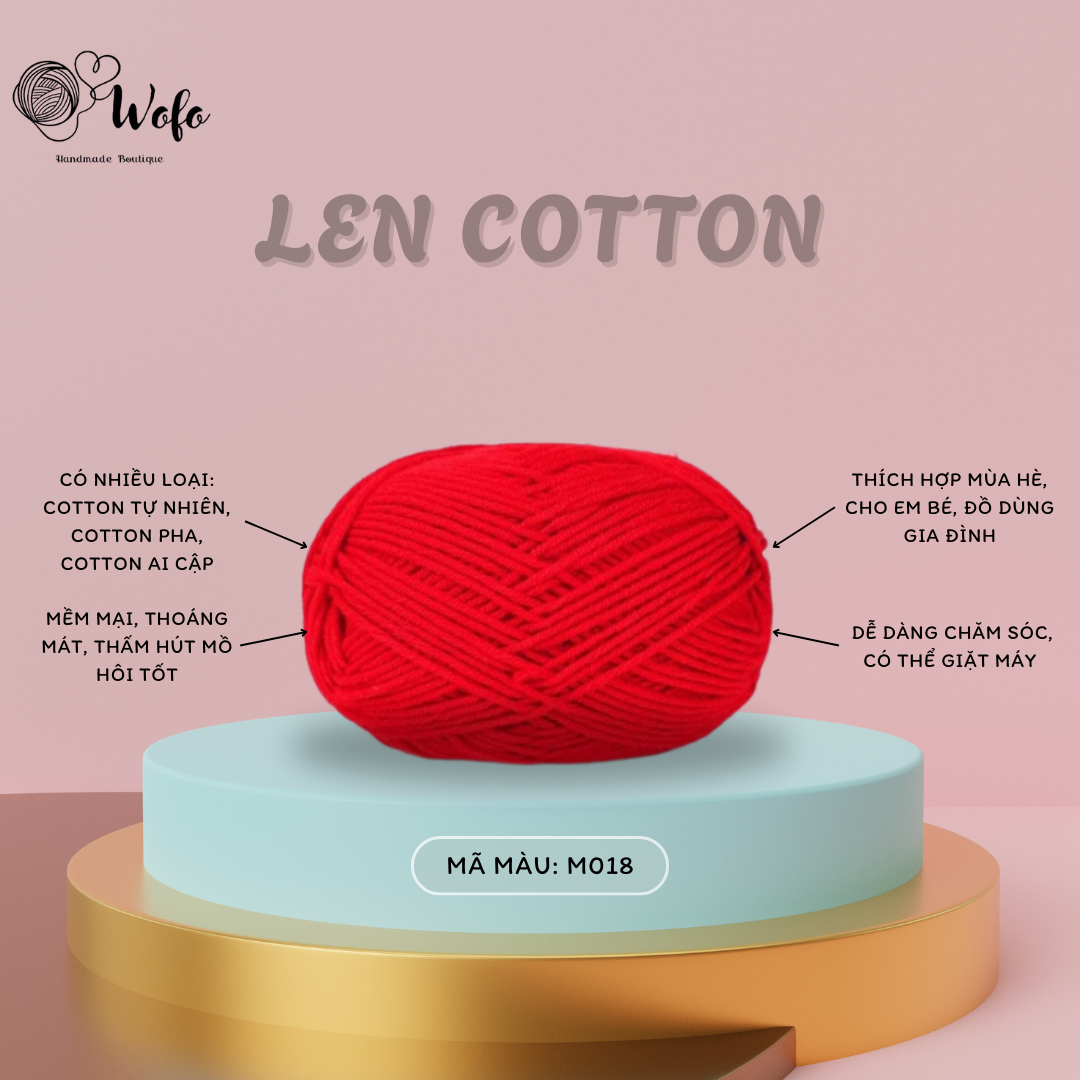 Wofo
Handmade Boutique
LEN COTTON
CÓ NHIỀU LOẠI:
COTTON TỰ NHIÊN,
COTTON PHA,
COTTON AI CẬP
MỀM MẠI, THOÁNG
MÁT, THẤM HÚT MỒ
HÔI TỐT
THÍCH HỢP MÙA HÈ,
CHO EM BÉ, ĐỒ DÙNG
GIA ĐÌNH
DỄ DÀNG CHĂM SÓC,
CÓ THỂ GIẶT MÁY
MÃ MÀU: M018